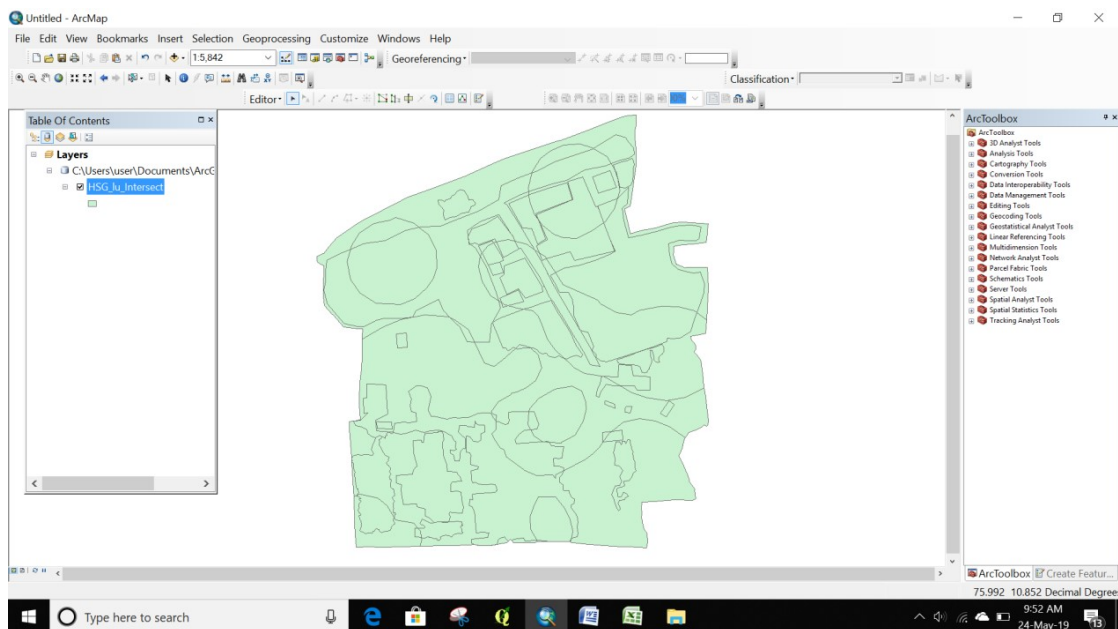 Untitled - ArcMap
File Edit View Bookmarks Insert Selection Geoprocessing Customize Windows Help
1:5,842
Georeferencing
Classification
Editor
Table Of Contents
Layers
C:\Users\user\Documents\ArcG
HSG_lu_Intersect
ArcToolbox
ArcToolbox
3D Analyst Tools
Analysis Tools
Cartography Tools
Conversion Tools
Data Interoperability Tools
Data Management Tools
Editing Tools
Geocoding Tools
Geostatistical Analyst Tools
Linear Referencing Tools
Multidimension Tools
Network Analyst Tools
Parcel Fabric Tools
Schematics Tools
Server Tools
Spatial Analyst Tools
Spatial Statistics Tools
Tracking Analyst Tools
ArcToolbox Create Featur...
75.992 10.852 Decimal Degree
Type here to search
9:52 AM
24-May-19
13